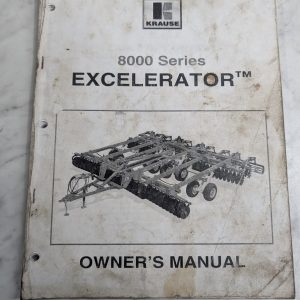 KRAUSE
8000 Series
EXCELERATOR™
OWNER'S MANUAL